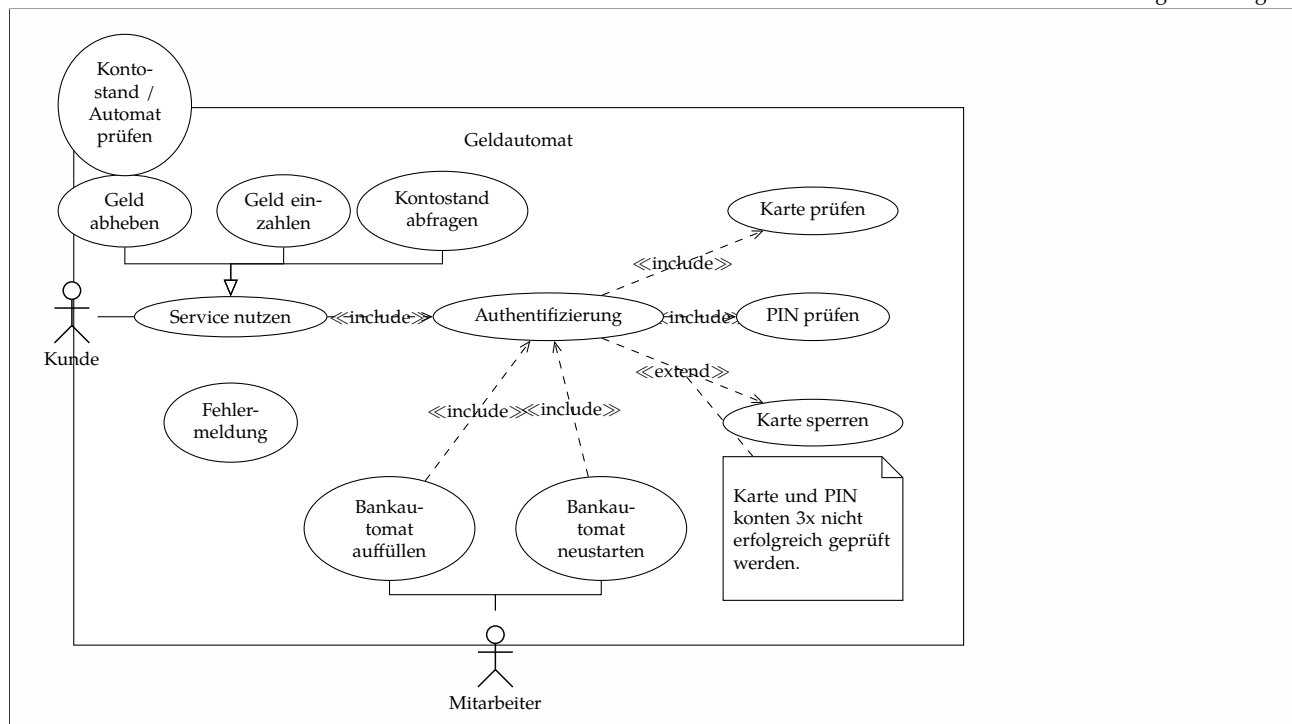 Konto-
stand /
Automat
prüfen
Geldautomat
Geld
abheben
Geld ein-
zahlen
Kontostand
abfragen
Karte prüfen
≪include≫
Service nutzen
≪include≫
Authentifizierung
≪include≫
PIN prüfen
Kunde
≪extend≫
Fehler-
meldung
≪include≫
≪include≫
Karte sperren
Bankau-
tomat
auffüllen
Bankau-
tomat
neustarten
Karte und PIN
konten 3x nicht
erfolgreich geprüft
werden.
Mitarbeiter